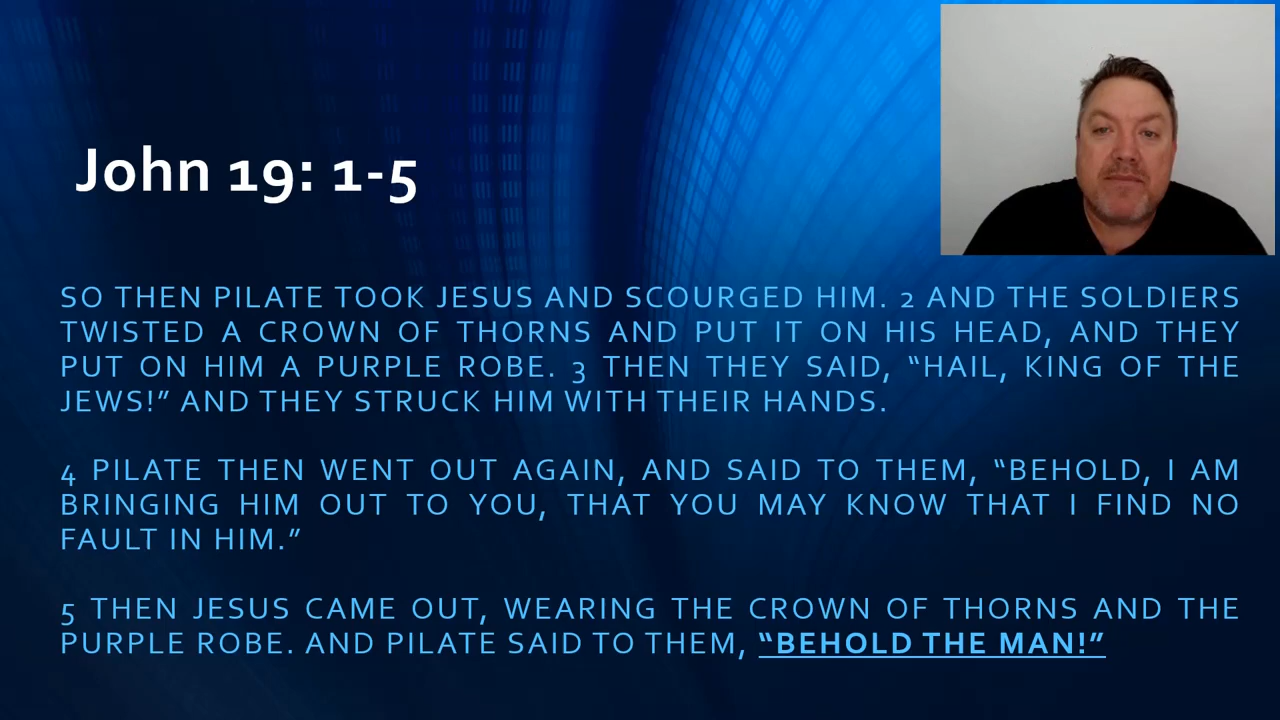 John 19: 1-5
SO THEN PILATE TOOK JESUS AND SCOURGED HIM. 2 AND THE SOLDIERS
TWISTED A CROWN OF THORNS AND PUT IT ON HIS HEAD, AND THEY
PUT ON HIM A PURPLE ROBE. 3 THEN THEY SAID, “HAIL, KING OF THE
JEWS!” AND THEY STRUCK HIM WITH THEIR HANDS.
4 PILATE THEN WENT OUT AGAIN, AND SAID TO THEM, “BEHOLD, I AM
BRINGING HIM OUT TO YOU, THAT YOU MAY KNOW THAT I FIND NO
FAULT IN HIM.”
5 THEN JESUS CAME OUT, WEARING THE CROWN OF THORNS AND THE
PURPLE ROBE. AND PILATE SAID TO THEM, “BEHOLD THE MAN!”